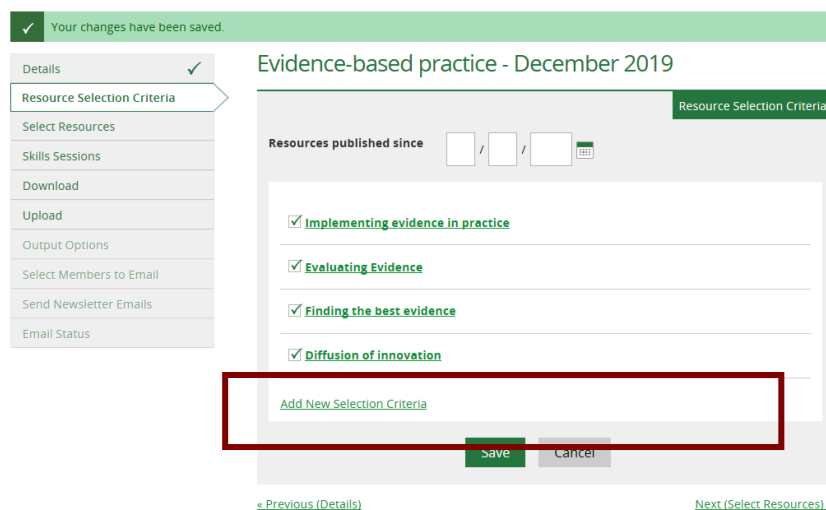 Your changes have been saved.
Details
Resource Selection Criteria
Select Resources
Skills Sessions
Download
Upload
Output Options
Select Members to Email
Send Newsletter Emails
Email Status
Evidence-based practice - December 2019
Resource Selection Criteria
Resources published since / /
Implementing evidence in practice
Evaluating Evidence
Finding the best evidence
Diffusion of innovation
Add New Selection Criteria
Save Cancel
« Previous (Details) Next (Select Resources)